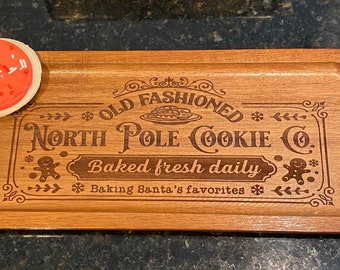 OLD FASHIONED
NORTH POLE COOKIE CO.
Baked fresh daily
Baking Santa's favorites